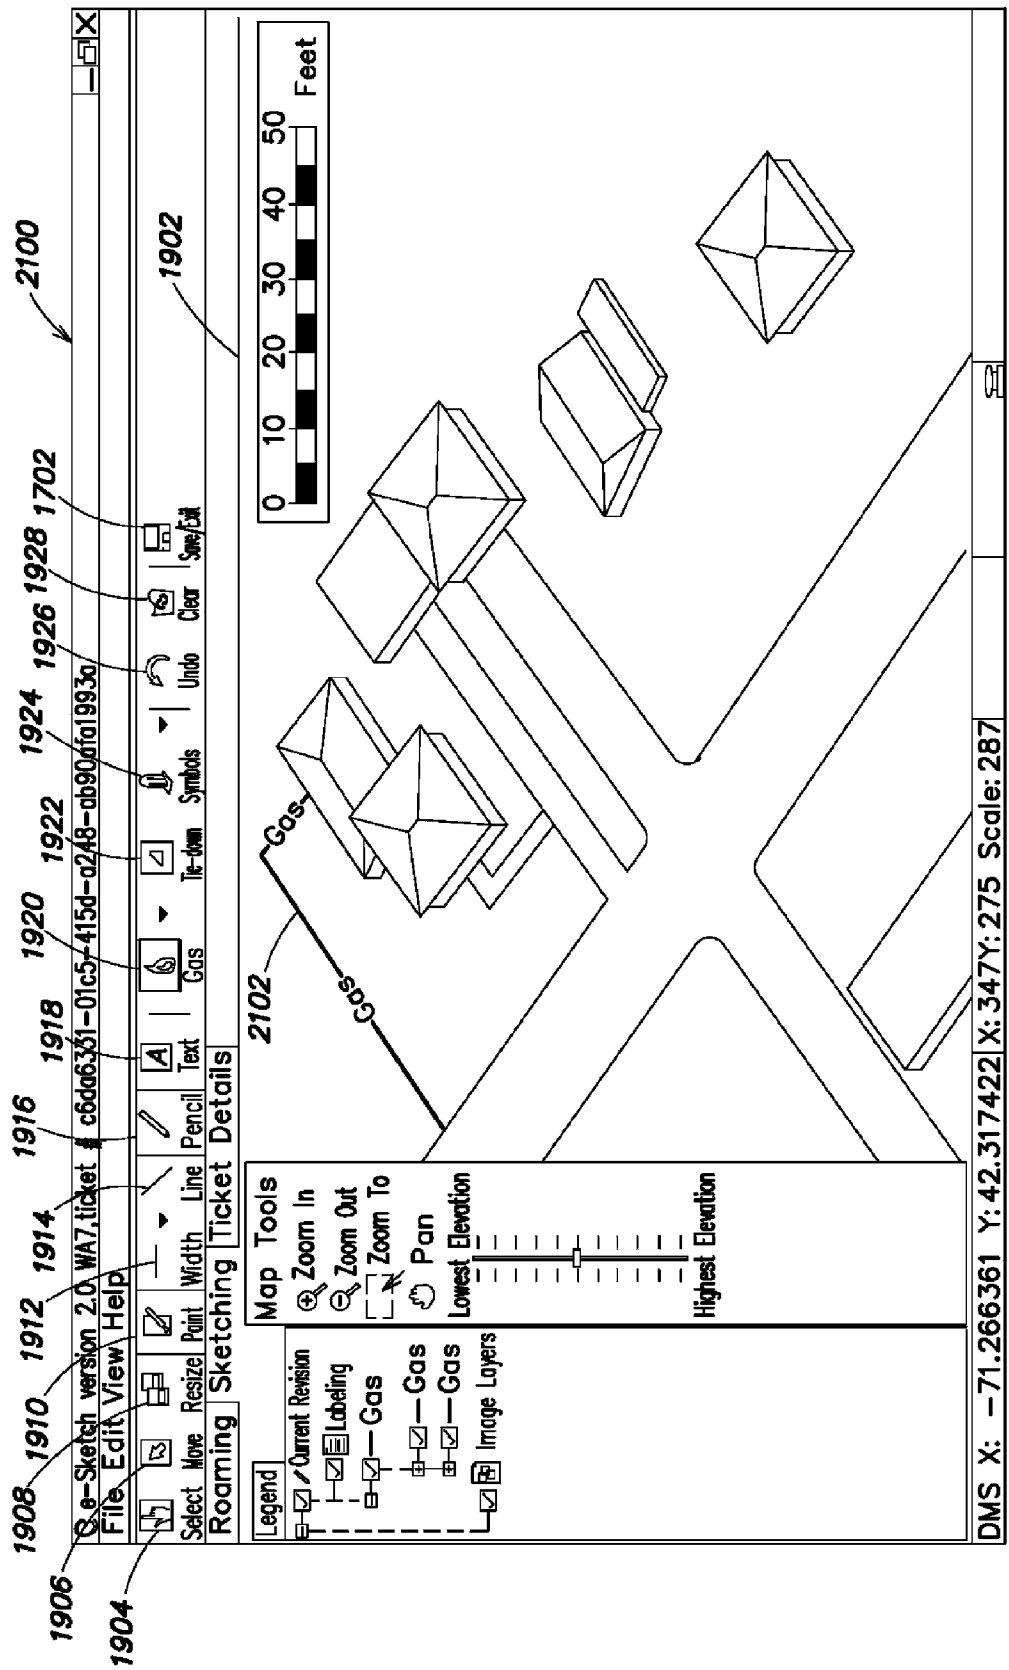 2100
e-Sketch version 2.0 WA7, ticket # c6da6331-01c5-415d-a248-ab90afa1993a
File Edit View Help
1904
1906
1908
1910
1912
1914
1916
1918
1920
1922
1924
1926
1928
1702
Select Move Resize Paint Width Line Pencil Text Gas Tie-down Symbols Undo Clear Save/Exit
Roaming Sketching Ticket Details
1902
Legend
Current Revision
Labeling
Gas
Gas
Gas
Image Layers
Map Tools
Zoom In
Zoom Out
Zoom To
Pan
Lowest Elevation
Highest Elevation
2102
Gas
Gas
0 10 20 30 40 50
Feet
DMS X: -71.266361 Y: 42.317422 X: 347Y: 275 Scale: 287